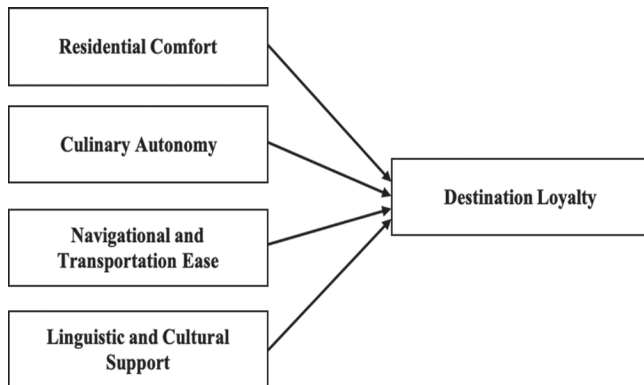 Residential Comfort
Culinary Autonomy
Destination Loyalty
Navigational and
Transportation Ease
Linguistic and Cultural
Support